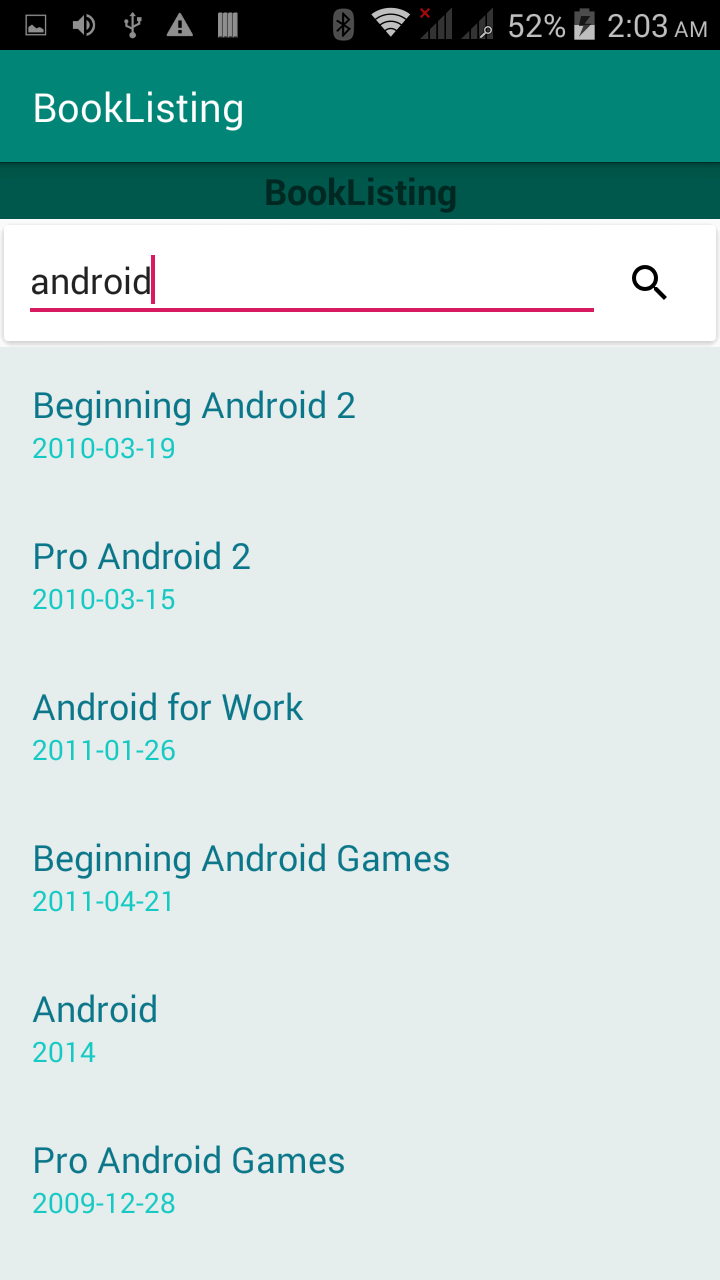 52% 2:03 AM
BookListing
BookListing
android
Beginning Android 2
2010-03-19
Pro Android 2
2010-03-15
Android for Work
2011-01-26
Beginning Android Games
2011-04-21
Android
2014
Pro Android Games
2009-12-28